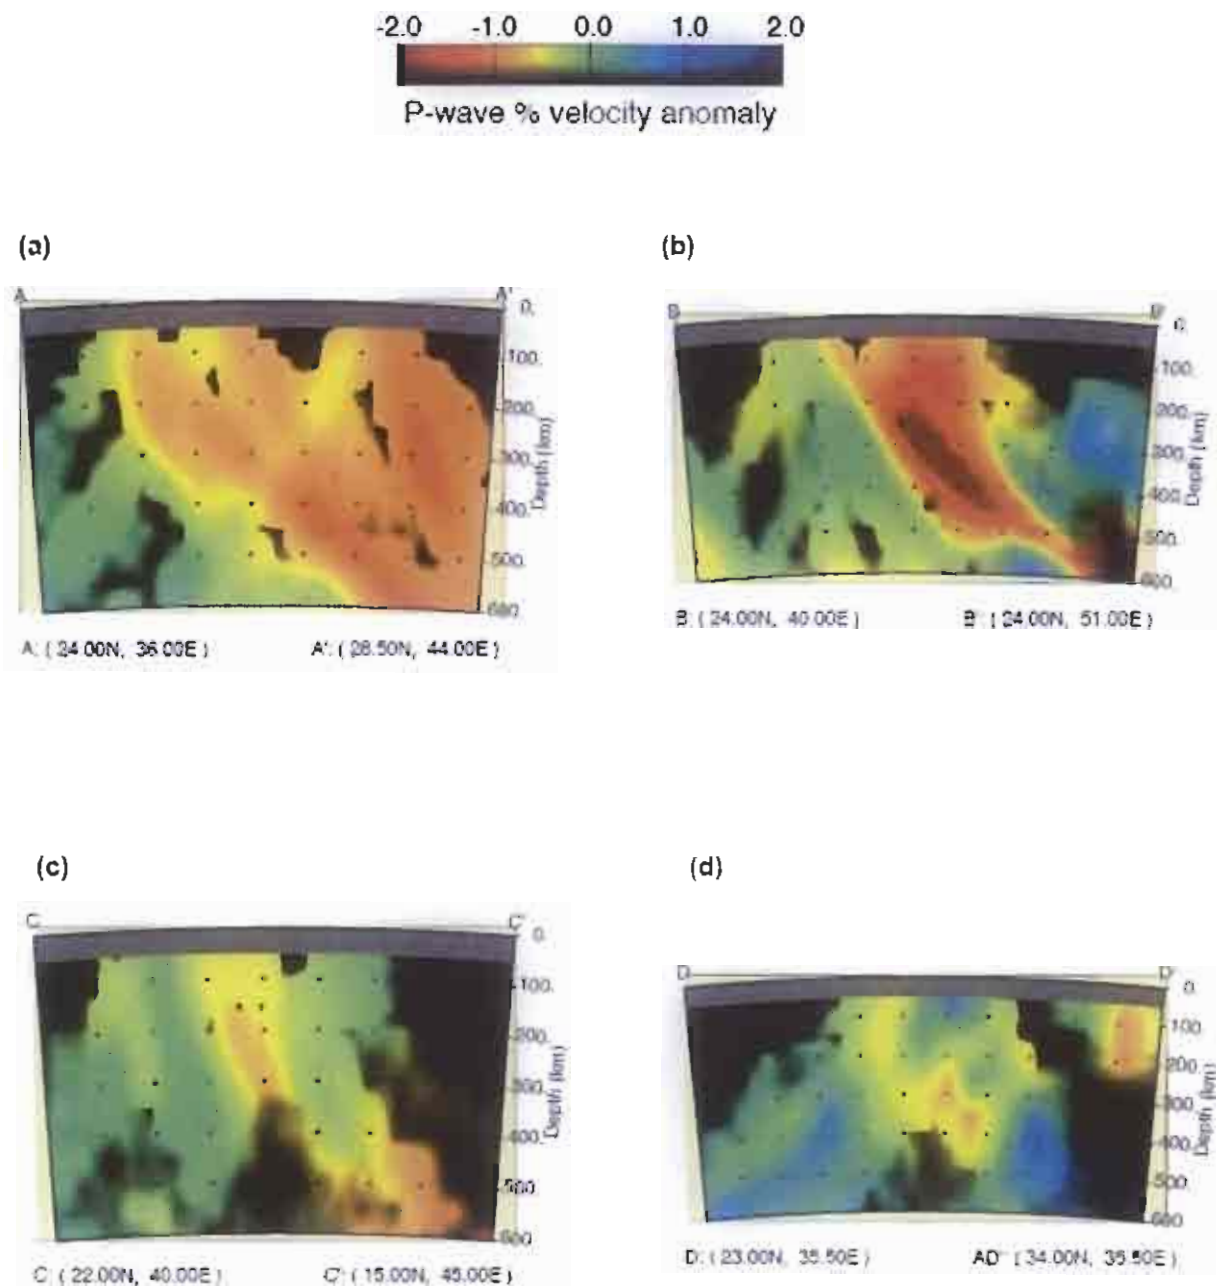 -2.0 -1.0 0.0 1.0 2.0
P-wave % velocity anomaly
(a)
A A'
0.
100.
200.
300.
400.
500.
600.
Depth (km)
A: ( 24.00N, 36.00E ) A': ( 28.50N, 44.00E )
(b)
B B'
0.
100.
200.
300.
400.
500.
600.
Depth (km)
B: ( 24.00N, 40.00E ) B': ( 24.00N, 51.00E )
(c)
C C'
0.
100.
200.
300.
400.
500.
600.
Depth (km)
C: ( 22.00N, 40.00E ) C': ( 15.00N, 45.00E )
(d)
D D'
0.
100.
200.
300.
400.
500.
600.
Depth (km)
D: ( 23.00N, 35.50E ) AD': ( 34.00N, 35.50E )